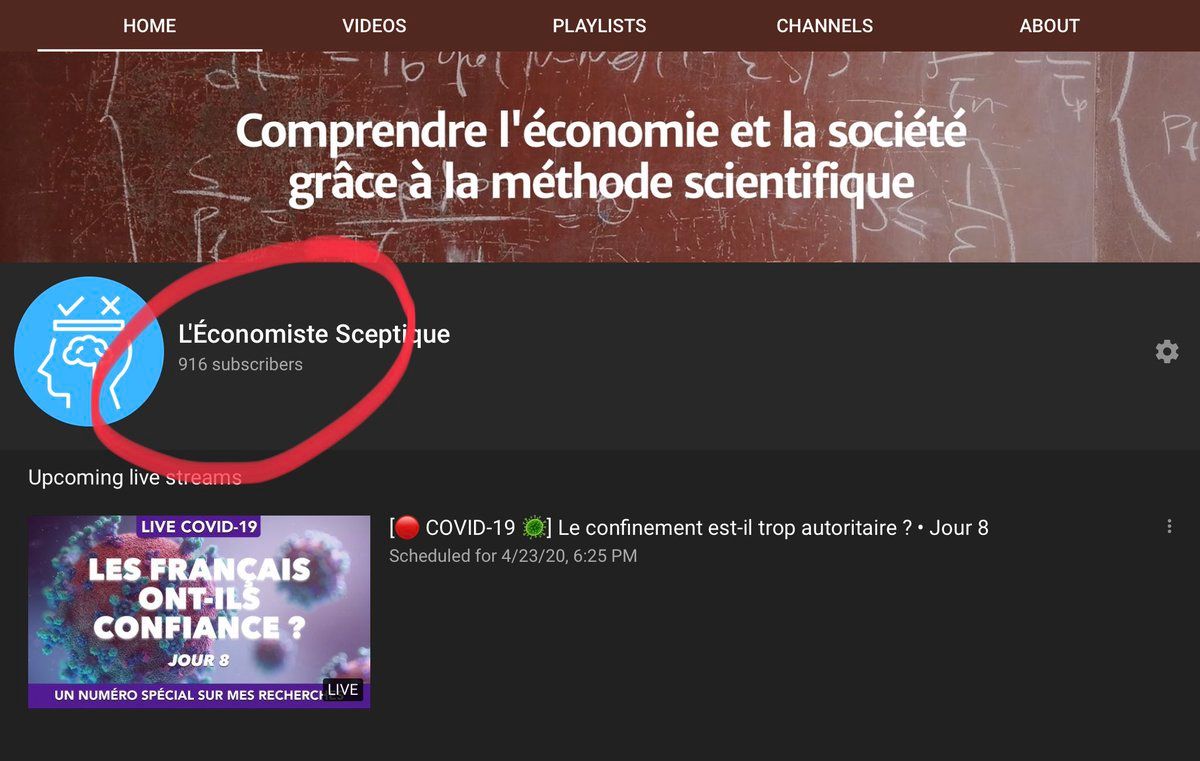 HOME VIDEOS PLAYLISTS CHANNELS ABOUT
Comprendre l'économie et la société
grâce à la méthode scientifique
L'Économiste Sceptique
916 subscribers
Upcoming live streams
LIVE COVID-19
LES FRANÇAIS
ONT-ILS
CONFIANCE ?
JOUR 8
UN NUMÉRO SPÉCIAL SUR MES
LIVE
[🔴 COVID-19 🦠] Le confinement est-il trop autoritaire ? • Jour 8
Scheduled for 4/23/20, 6:25 PM